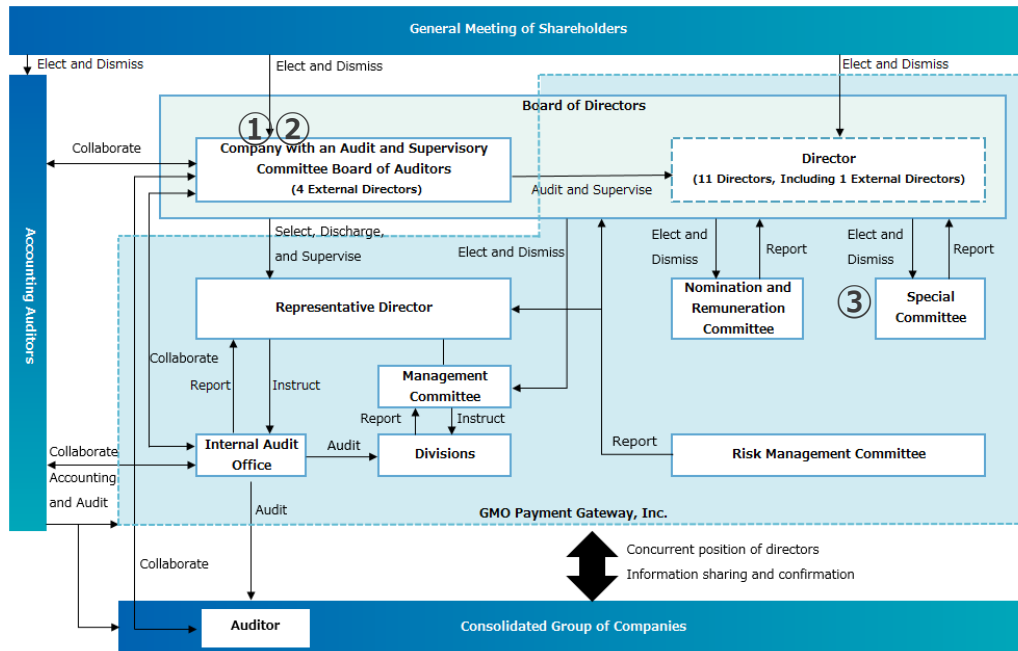 General Meeting of Shareholders
Elect and Dismiss
Elect and Dismiss
Elect and Dismiss
Board of Directors
① ②
Collaborate
Company with an Audit and Supervisory
Committee Board of Auditors
(4 External Directors)
Audit and Supervise
Director
(11 Directors, Including 1 External Directors)
Accounting Auditors
Select, Discharge,
and Supervise
Elect and Dismiss
Elect and
Dismiss
Report
Elect and
Dismiss
Report
Representative Director
Nomination and
Remuneration
Committee
③
Special
Committee
Collaborate
Report
Instruct
Management
Committee
Report
Instruct
Internal Audit
Office
Audit
Divisions
Report
Risk Management Committee
Collaborate
Accounting
and Audit
Audit
GMO Payment Gateway, Inc.
Collaborate
Concurrent position of directors
Information sharing and confirmation
Auditor
Consolidated Group of Companies